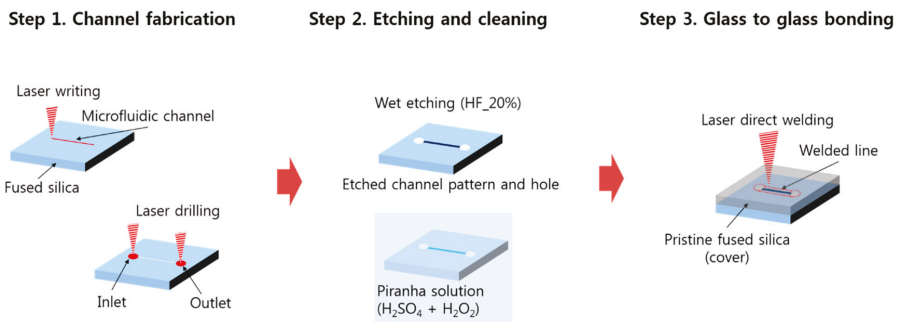 Step 1. Channel fabrication
Laser writing
Microfluidic channel
Fused silica
Laser drilling
Inlet
Outlet
Step 2. Etching and cleaning
Wet etching (HF_20%)
Etched channel pattern and hole
Piranha solution
(H₂SO₄ + H₂O₂)
Step 3. Glass to glass bonding
Laser direct welding
Welded line
Pristine fused silica
(cover)